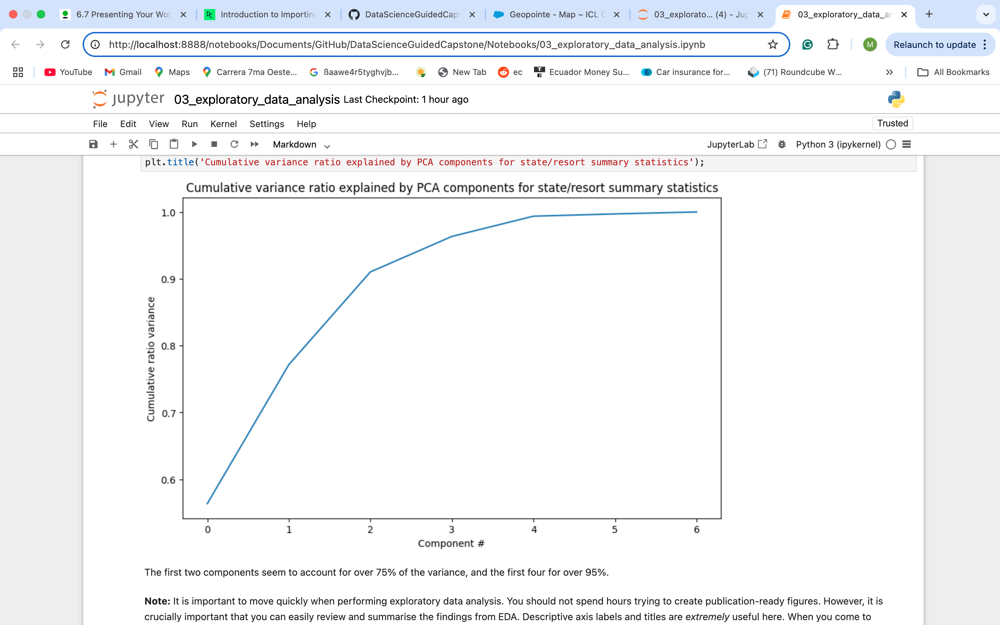 6.7 Presenting Your Wor
Introduction to Importing
DataScienceGuidedCaps
Geopointe - Map ~ ICL C
03_explorato... (4) - Jup
03_exploratory_data_an
http://localhost:8888/notebooks/Documents/GitHub/DataScienceGuidedCapstone/Notebooks/03_exploratory_data_analysis.ipynb
M
Relaunch to update
YouTube
Gmail
Maps
Carrera 7ma Oeste...
ßaawe4r5tyghvjb...
New Tab
ec
TE
Ecuador Money Su...
Car insurance for...
(71) Roundcube W...
All Bookmarks
jupyter 03_exploratory_data_analysis Last Checkpoint: 1 hour ago
File Edit View Run Kernel Settings Help
Trusted
Markdown
JupyterLab
Python 3 (ipykernel)
plt.title('Cumulative variance ratio explained by PCA components for state/resort summary statistics');
Cumulative variance ratio explained by PCA components for state/resort summary statistics
Cumulative ratio variance
1.0
0.9
0.8
0.7
0.6
0 1 2 3 4 5 6
Component #
The first two components seem to account for over 75% of the variance, and the first four for over 95%.
Note: It is important to move quickly when performing exploratory data analysis. You should not spend hours trying to create publication-ready figures. However, it is
crucially important that you can easily review and summarise the findings from EDA. Descriptive axis labels and titles are extremely useful here. When you come to